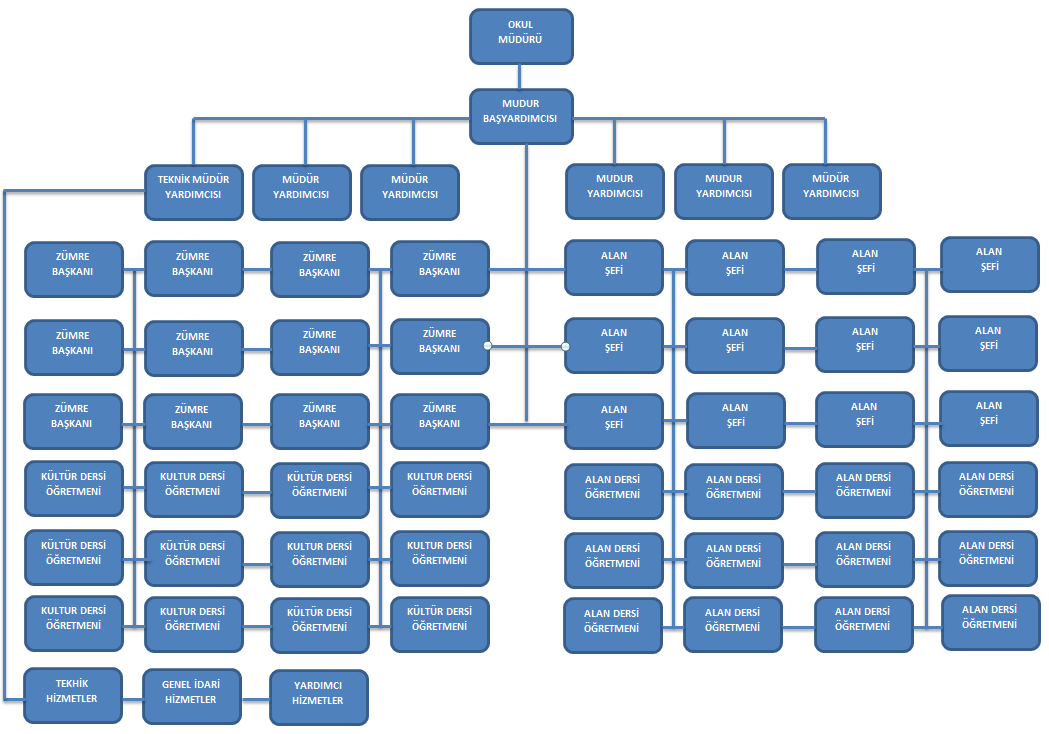 OKUL
MÜDÜRÜ
MUDUR
BAŞYARDIMCISI
TEKNİK MÜDÜR
YARDIMCISI
MÜDÜR
YARDIMCISI
MÜDÜR
YARDIMCISI
MUDUR
YARDIMCISI
MUDUR
YARDIMCISI
MÜDÜR
YARDIMCISI
ZÜMRE
BAŞKANI
ZÜMRE
BAŞKANI
ZÜMRE
BAŞKANI
ZÜMRE
BAŞKANI
ALAN
ŞEFİ
ALAN
ŞEFİ
ALAN
ŞEFİ
ALAN
ŞEFİ
ZÜMRE
BAŞKANI
ZÜMRE
BAŞKANI
ZÜMRE
BAŞKANI
ZÜMRE
BAŞKANI
ALAN
ŞEFİ
ALAN
ŞEFİ
ALAN
ŞEFİ
ALAN
ŞEFİ
ZÜMRE
BAŞKANI
ZÜMRE
BAŞKANI
ZÜMRE
BAŞKANI
ZÜMRE
BAŞKANI
ALAN
ŞEFİ
ALAN
ŞEFİ
ALAN
ŞEFİ
ALAN
ŞEFİ
KÜLTÜR DERSİ
ÖĞRETMENİ
KULTUR DERSİ
ÖĞRETMENİ
KÜLTÜR DERSİ
ÖĞRETMENİ
KULTUR DERSİ
ÖĞRETMENİ
ALAN DERSİ
ÖĞRETMENİ
ALAN DERSİ
ÖĞRETMENİ
ALAN DERSİ
ÖĞRETMENİ
ALAN DERSİ
ÖĞRETMENİ
KÜLTÜR DERSİ
ÖĞRETMENİ
KÜLTÜR DERSİ
ÖĞRETMENİ
KULTUR DERSİ
ÖĞRETMENİ
KULTUR DERSİ
ÖĞRETMENİ
ALAN DERSİ
ÖĞRETMENİ
ALAN DERSİ
ÖĞRETMENİ
ALAN DERSİ
ÖĞRETMENİ
ALAN DERSİ
ÖĞRETMENİ
KULTUR DERSİ
ÖĞRETMENİ
KULTUR DERSİ
ÖĞRETMENİ
KÜLTÜR DERSİ
ÖĞRETMENİ
KÜLTÜR DERSİ
ÖĞRETMENİ
ALAN DERSİ
ÖĞRETMENİ
ALAN DERSİ
ÖĞRETMENİ
ALAN DERSİ
ÖĞRETMENİ
ALAN DERSİ
ÖĞRETMENİ
TEKHİK
HİZMETLER
GENEL İDARİ
HİZMETLER
YARDIMCI
HİZMETLER